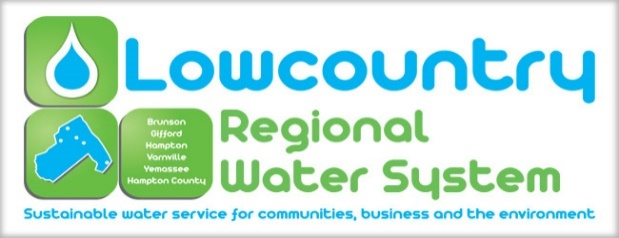 Lowcountry
Brunson
Gifford
Hampton
Varnville
Yemassee
Hampton County
Regional
Water System
Sustainable water service for communities, business and the environment